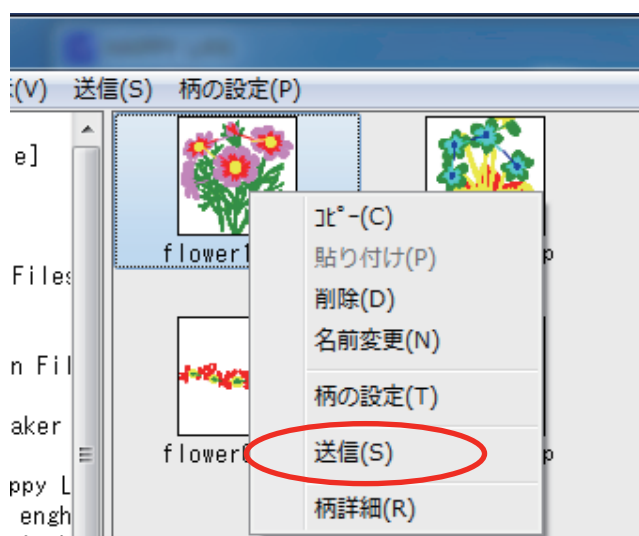 (V) 送信(S) 柄の設定(P)
e]
Files
n Fil
aker
ppy L
engh
flower1
p
flower
p
コピー(C)
貼り付け(P)
削除(D)
名前変更(N)
柄の設定(T)
送信(S)
柄詳細(R)